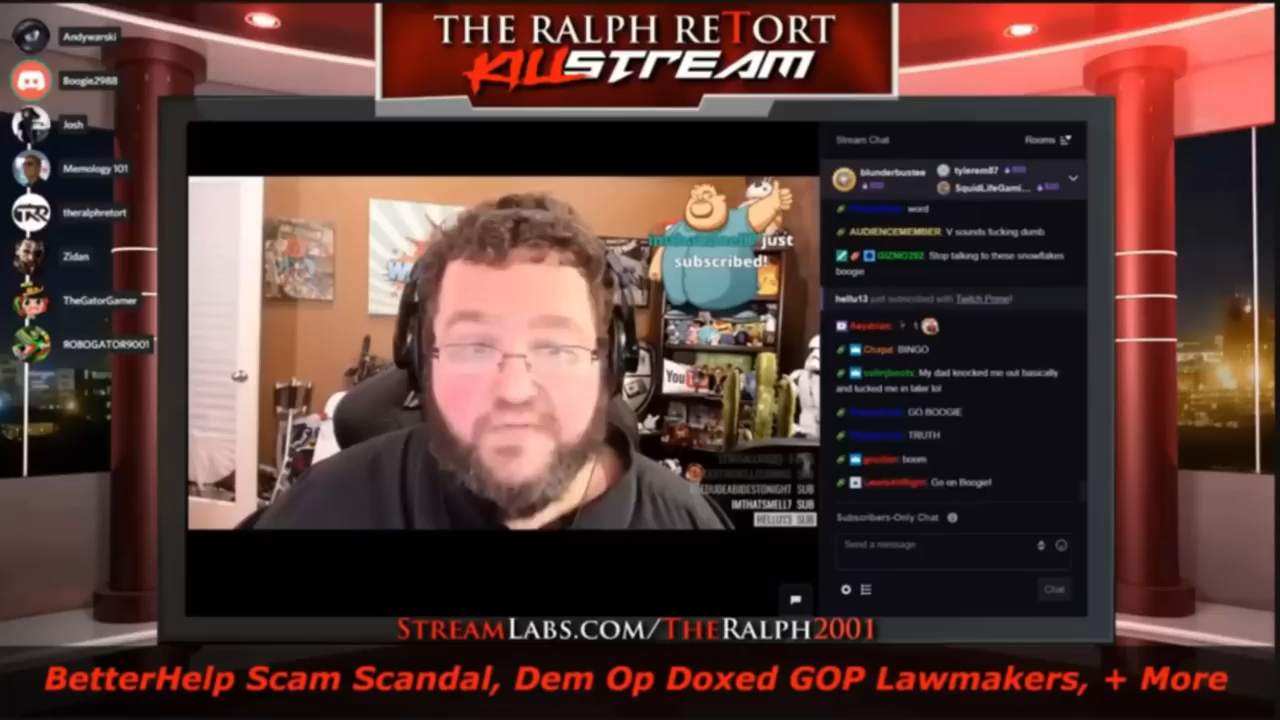 THE RALPH RETORT
KILLSTREAM
Andywarski
Boogie2988
Josh
Memology 101
theralphretort
Zidan
TheGatorGamer
ROBOGATOR9001
TRR
just
subscribed!
You
IMTHATSMELL7 SUB
HELLU13 SUB
Stream Chat
Rooms
blunderbustee
tylerem87
SquidLifeGami...
word
AUDIENCEMEMBER: V sounds fucking dumb
GIZMO292 Stop talking to these snowflakes
boogie
hellu13 just subscribed with Twitch Prime!
Chapd: BINGO
My dad knocked me out basically
and tucked me in later lol
GO BOOGIE
TRUTH
boom
Go on Boogie!
Subscribers-Only Chat
Send a message
Chat
STREAMLABS.COM/THERALPH2001
BetterHelp Scam Scandal, Dem Op Doxed GOP Lawmakers, + More